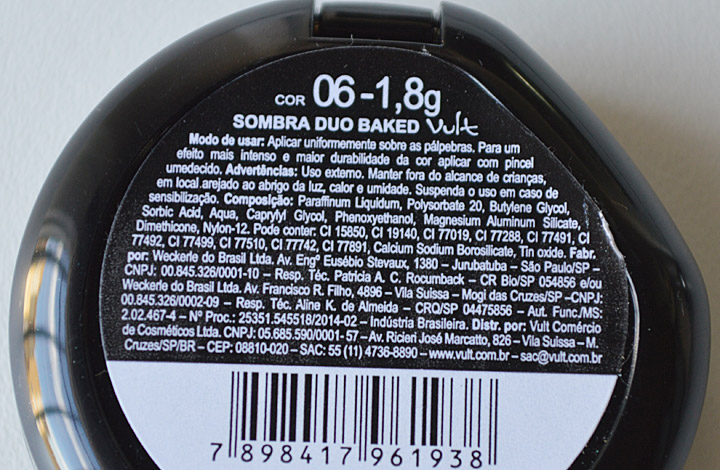 COR 06-1,8g
SOMBRA DUO BAKED Vult
Modo de usar: Aplicar uniformemente sobre as pálpebras. Para um
efeito mais intenso e maior durabilidade da cor aplicar com pincel
umedecido. Advertências: Uso externo. Manter fora do alcance de crianças,
em local arejado ao abrigo da luz, calor e umidade. Suspenda o uso em caso de
sensibilização. Composição: Paraffinum Liquidum, Polysorbate 20, Butylene Glycol,
Sorbic Acid, Aqua, Caprylyl Glycol, Phenoxyethanol, Magnesium Aluminum Silicate,
Dimethicone, Nylon-12. Pode conter: CI 15850, CI 19140, CI 77019, CI 77288, CI 77491, CI
77492, CI 77499, CI 77510, CI 77742, CI 77891, Calcium Sodium Borosilicate, Tin oxide. Fabr.
por: Weckerle do Brasil Ltda. Av. Engº Eusébio Stevaux, 1380 – Jurubatuba – São Paulo/SP –
CNPJ: 00.845.326/0001-10 – Resp. Téc. Patricia A. C. Rocumback – CR Bio/SP 054856 e/ou
Weckerle do Brasil Ltda. Av. Francisco R. Filho, 4896 – Vila Suissa – Mogi das Cruzes/SP –CNPJ:
00.845.326/0002-09 – Resp. Téc. Aline K. de Almeida – CRQ/SP 04475856 – Aut. Func./MS:
2.02.467-4 – Nº Proc.: 25351.545518/2014-02 – Indústria Brasileira. Distr. por: Vult Comércio
de Cosméticos Ltda. CNPJ: 05.685.590/0001-57 – Av. Ricieri José Marcatto, 826 – Vila Suissa – M.
Cruzes/SP/BR – CEP: 08810-020 – SAC: 55 (11) 4736-8890 – www.vult.com.br – sac@vult.com.br
7 898417 961938